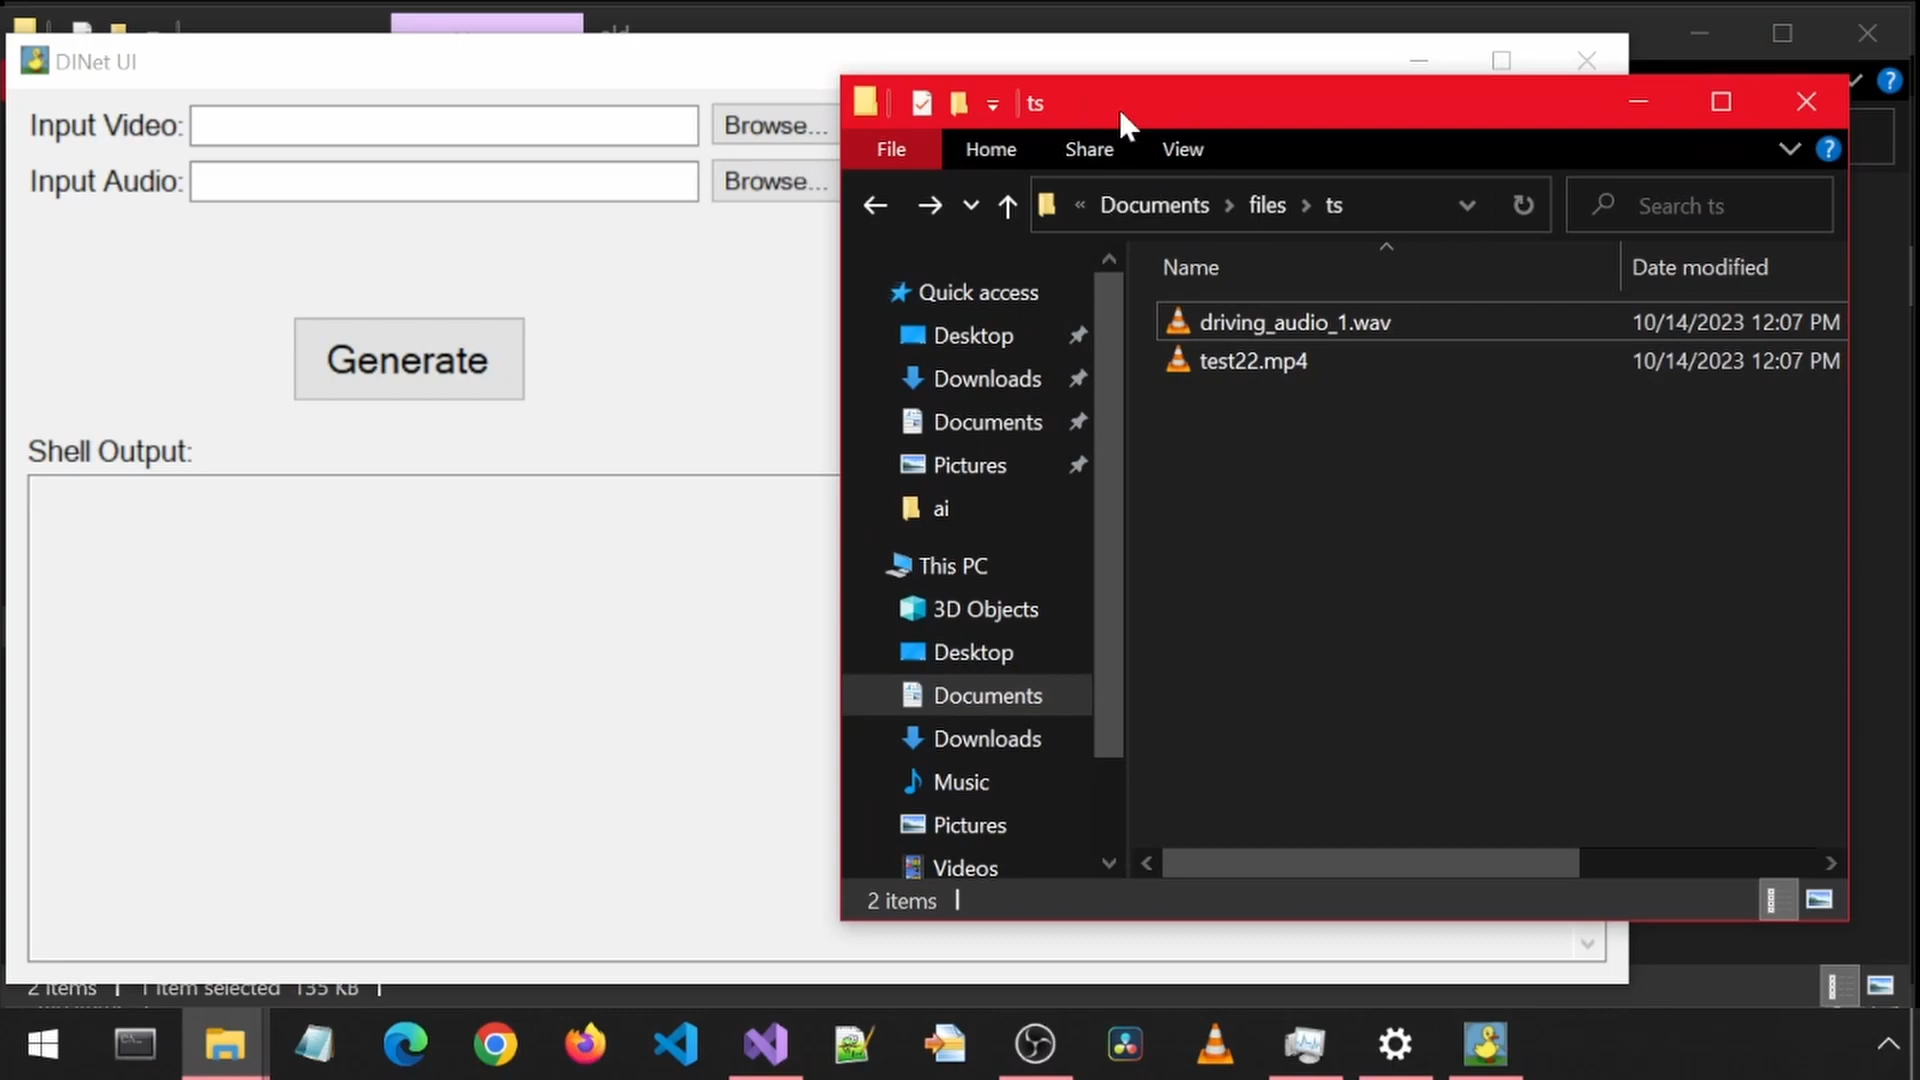 DINet UI
Input Video:
Browse...
Input Audio:
Browse...
Generate
Shell Output:
ts
File
Home
Share
View
?
«
Documents
files
ts
Search ts
Name
Date modified
driving_audio_1.wav
10/14/2023 12:07 PM
test22.mp4
10/14/2023 12:07 PM
Quick access
Desktop
Downloads
Documents
Pictures
ai
This PC
3D Objects
Desktop
Documents
Downloads
Music
Pictures
Videos
2 items
?
2 items
1 item selected 135 KB